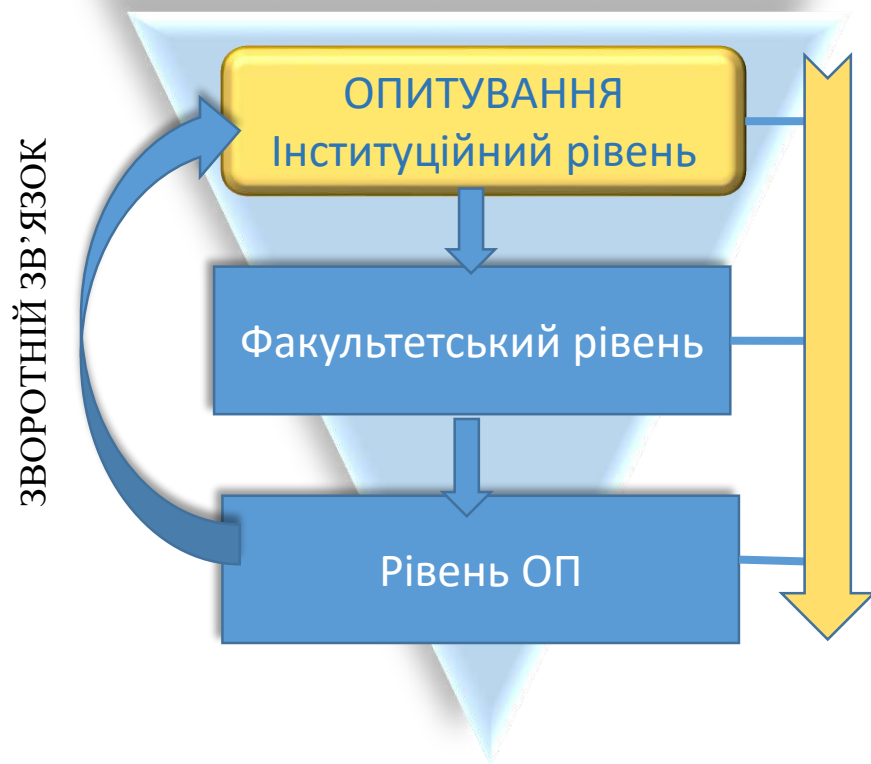 ОПИТУВАННЯ
Інституційний рівень
ЗВОРОТНІЙ ЗВ’ЯЗОК
Факультетський рівень
Рівень ОП